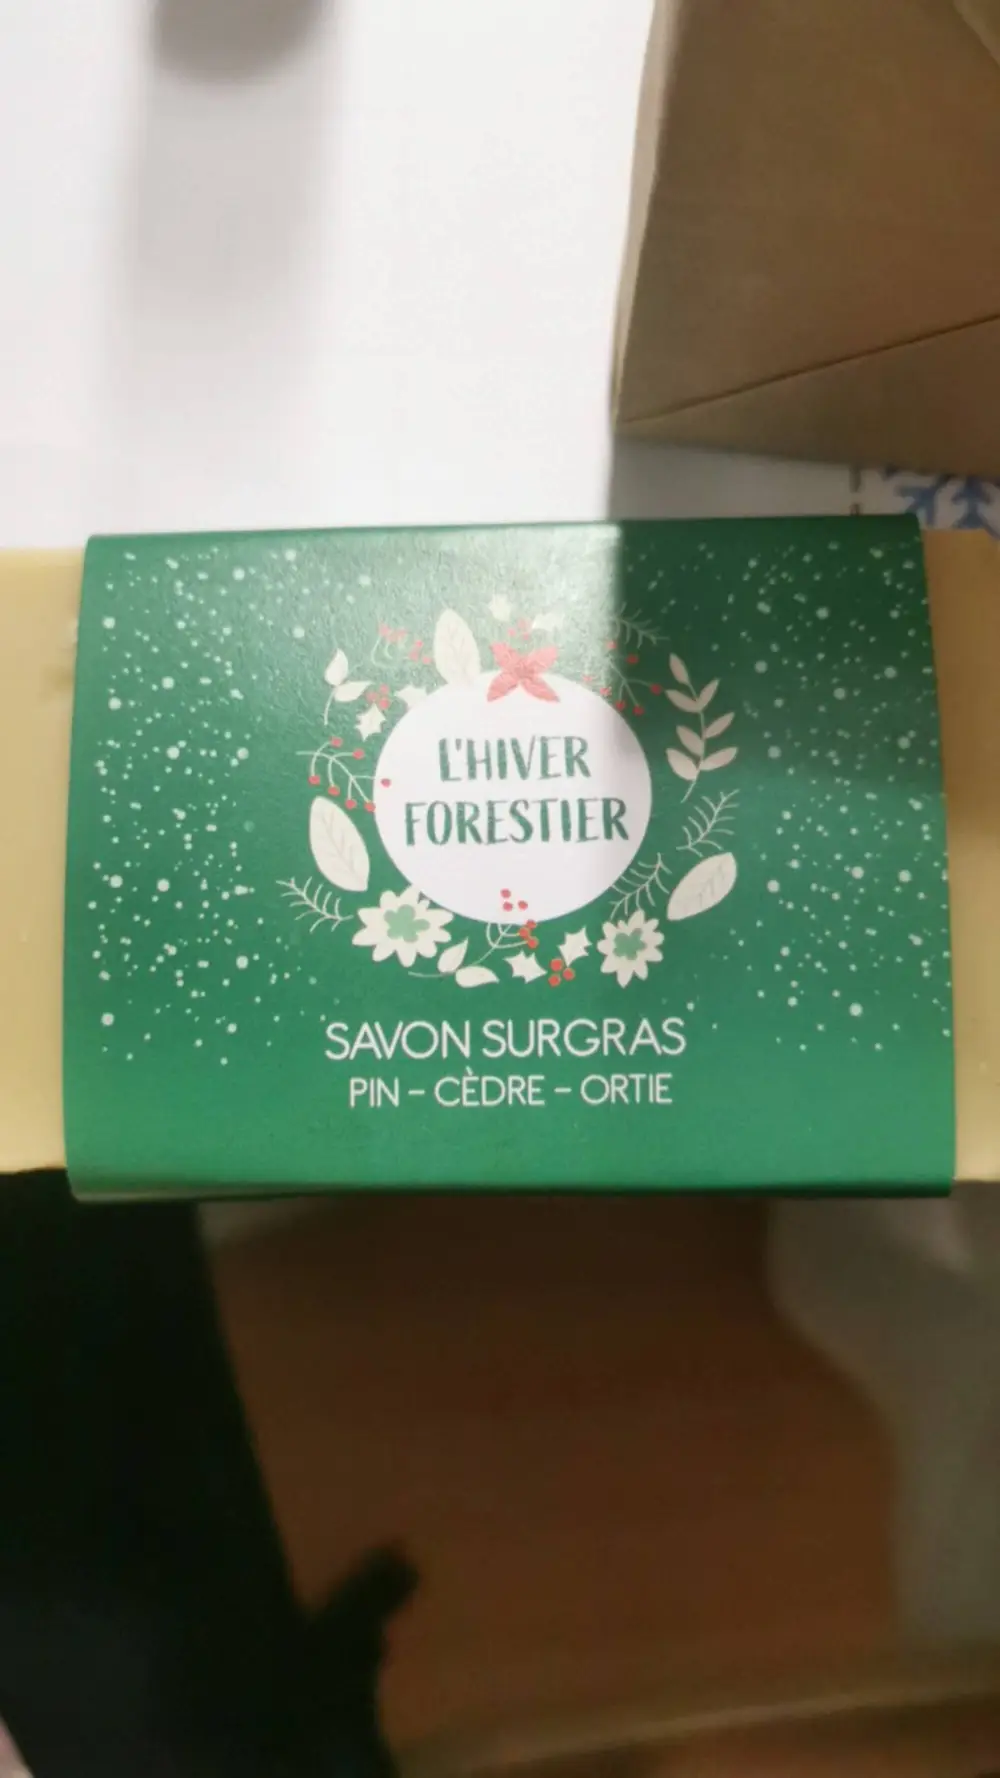 L'HIVER
FORESTIER
SAVON SURGRAS
PIN – CÈDRE – ORTIE